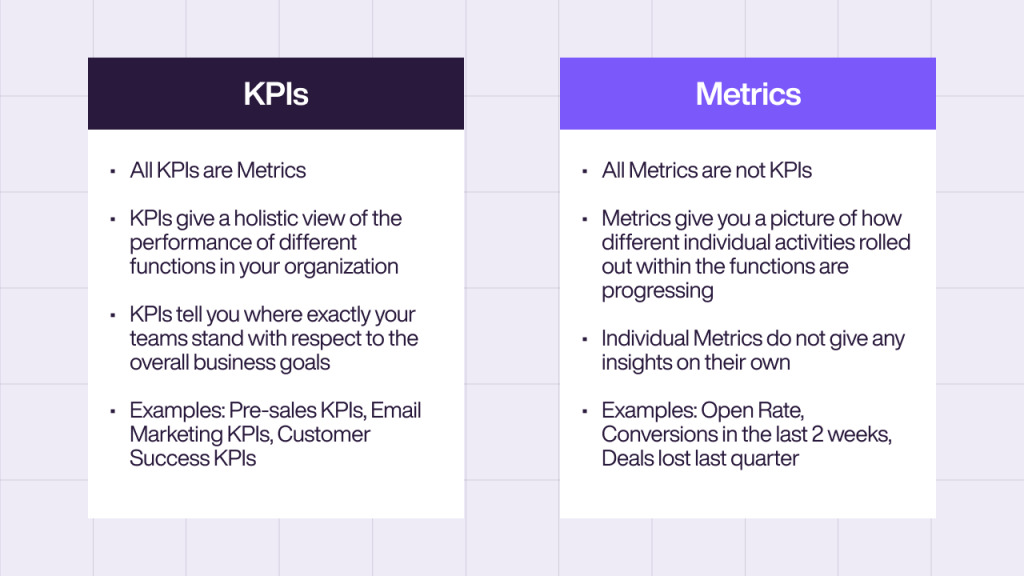 KPIs
▪ All KPIs are Metrics
▪ KPIs give a holistic view of the
performance of different
functions in your organization
▪ KPIs tell you where exactly your
teams stand with respect to the
overall business goals
▪ Examples: Pre-sales KPIs, Email
Marketing KPIs, Customer
Success KPIs
Metrics
▪ All Metrics are not KPIs
▪ Metrics give you a picture of how
different individual activities rolled
out within the functions are
progressing
▪ Individual Metrics do not give any
insights on their own
▪ Examples: Open Rate,
Conversions in the last 2 weeks,
Deals lost last quarter